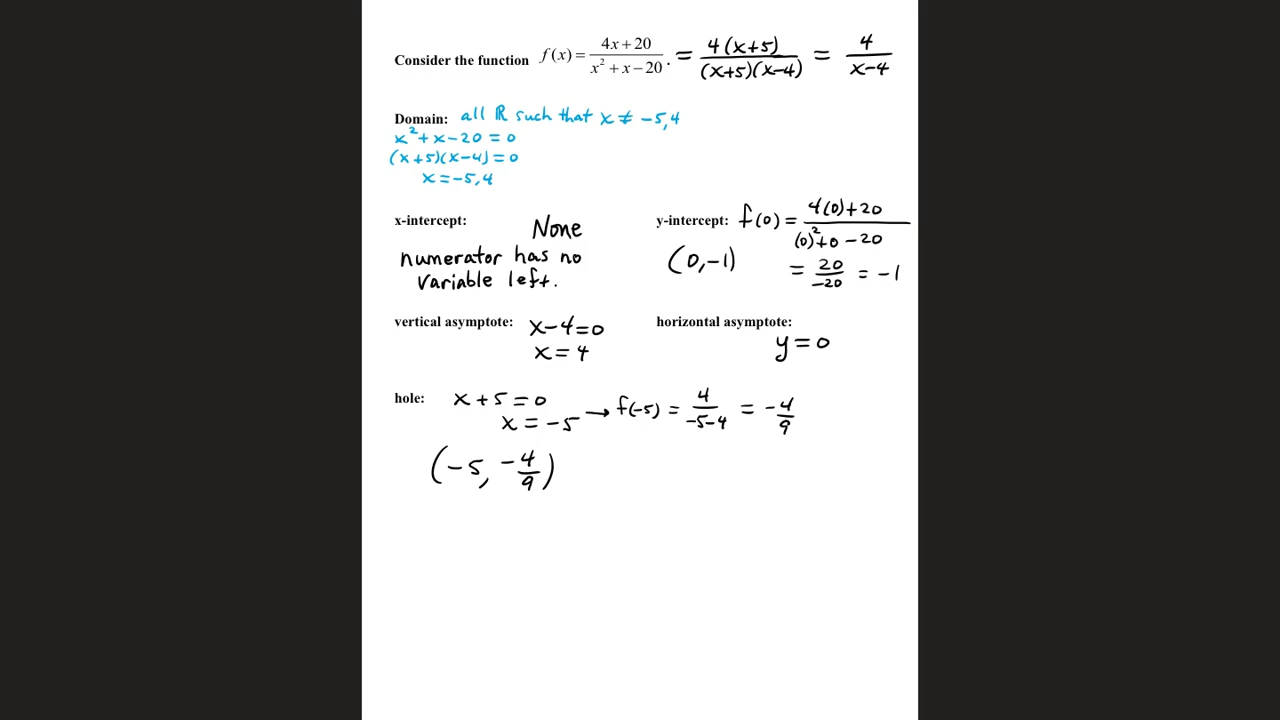 Consider the function f(x) = (4x + 20)/(x² + x − 20). = 4(x+5)/((x+5)(x−4)) = 4/(x−4)
Domain: all ℝ such that x ≠ −5,4
x² + x − 20 = 0
(x+5)(x−4) = 0
x = −5,4
x-intercept: None
numerator has no
variable left.
y-intercept: f(0) = (4(0)+20)/((0)²+0−20)
(0,−1) = 20/−20 = −1
vertical asymptote: x−4=0
x = 4
horizontal asymptote:
y = 0
hole: x + 5 = 0
x = −5 → f(−5) = 4/(−5−4) = −4/9
(−5, −4/9)